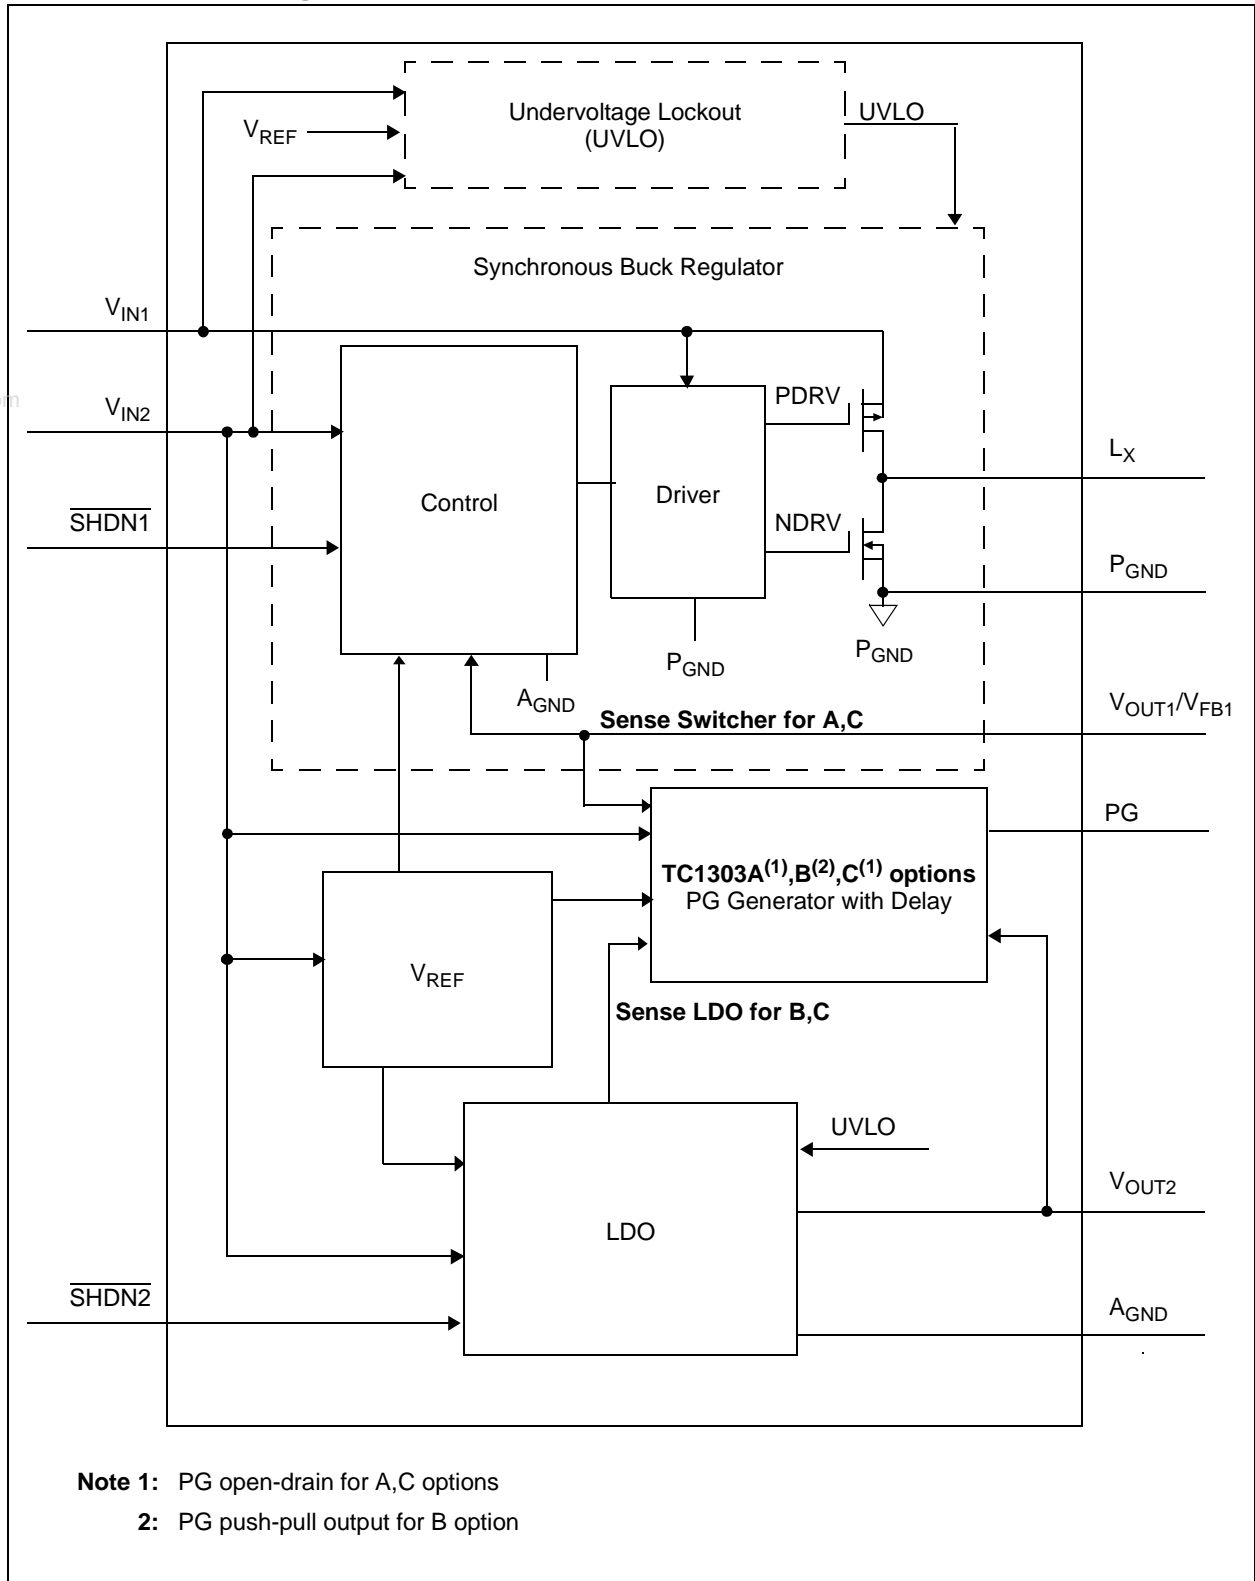 Undervoltage Lockout
(UVLO)
UVLO
VREF
Synchronous Buck Regulator
VIN1
om
VIN2
SHDN1
Control
Driver
PDRV
NDRV
LX
PGND
PGND
PGND
AGND
Sense Switcher for A,C
VOUT1/VFB1
PG
TC1303A(1),B(2),C(1) options
PG Generator with Delay
VREF
Sense LDO for B,C
UVLO
LDO
VOUT2
SHDN2
AGND
Note 1: PG open-drain for A,C options
2: PG push-pull output for B option